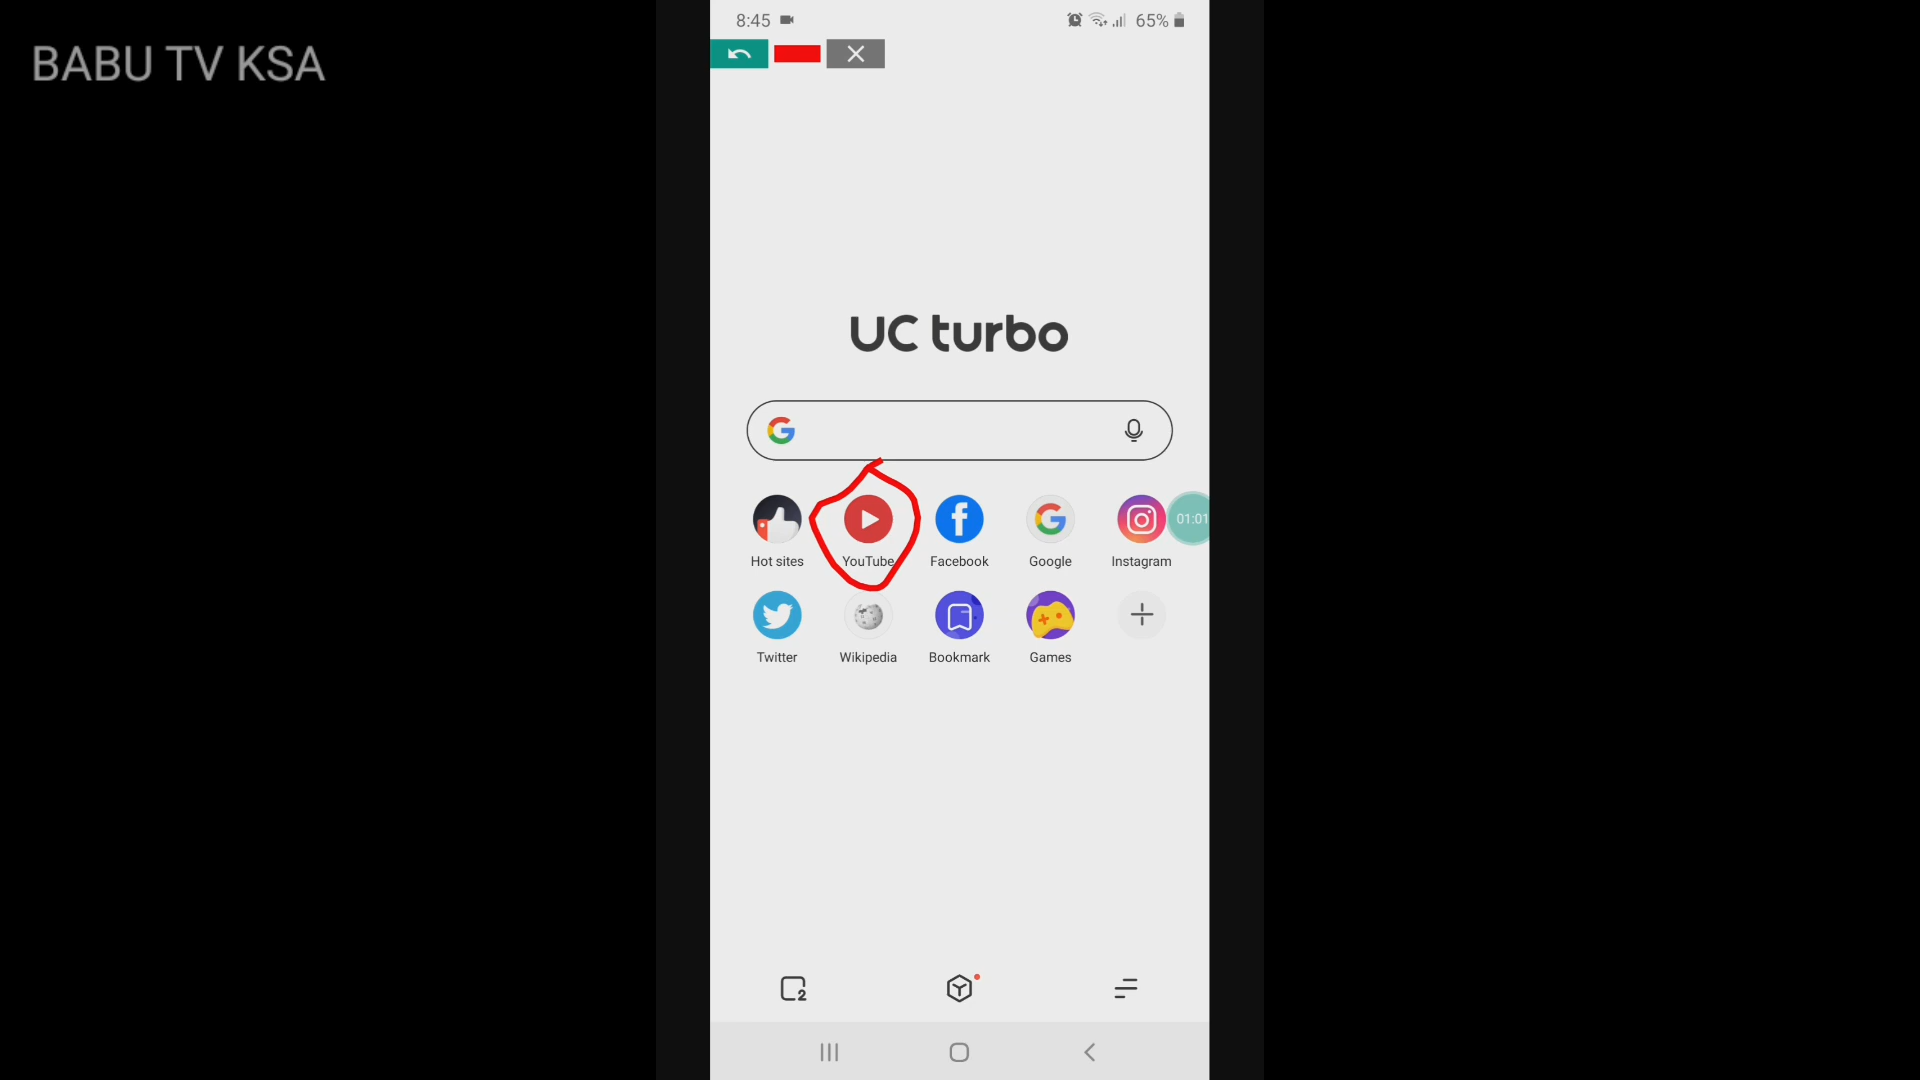 BABU TV KSA
8:45
65%
UC turbo
01:01
Hot sites
YouTube
Facebook
Google
Instagram
Twitter
Wikipedia
Bookmark
Games
2